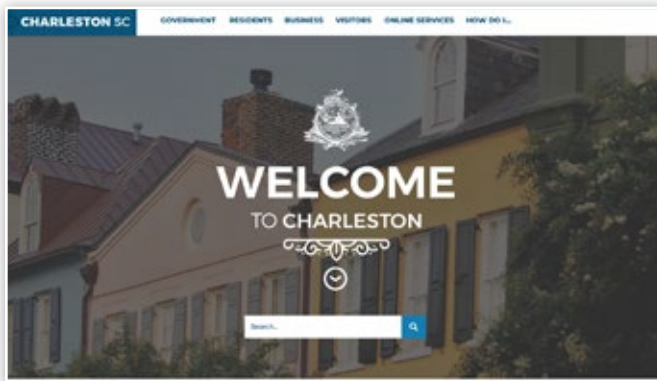 CHARLESTON SC
GOVERNMENT RESIDENTS BUSINESS VISITORS ONLINE SERVICES HOW DO I...
WELCOME
TO CHARLESTON
Search...